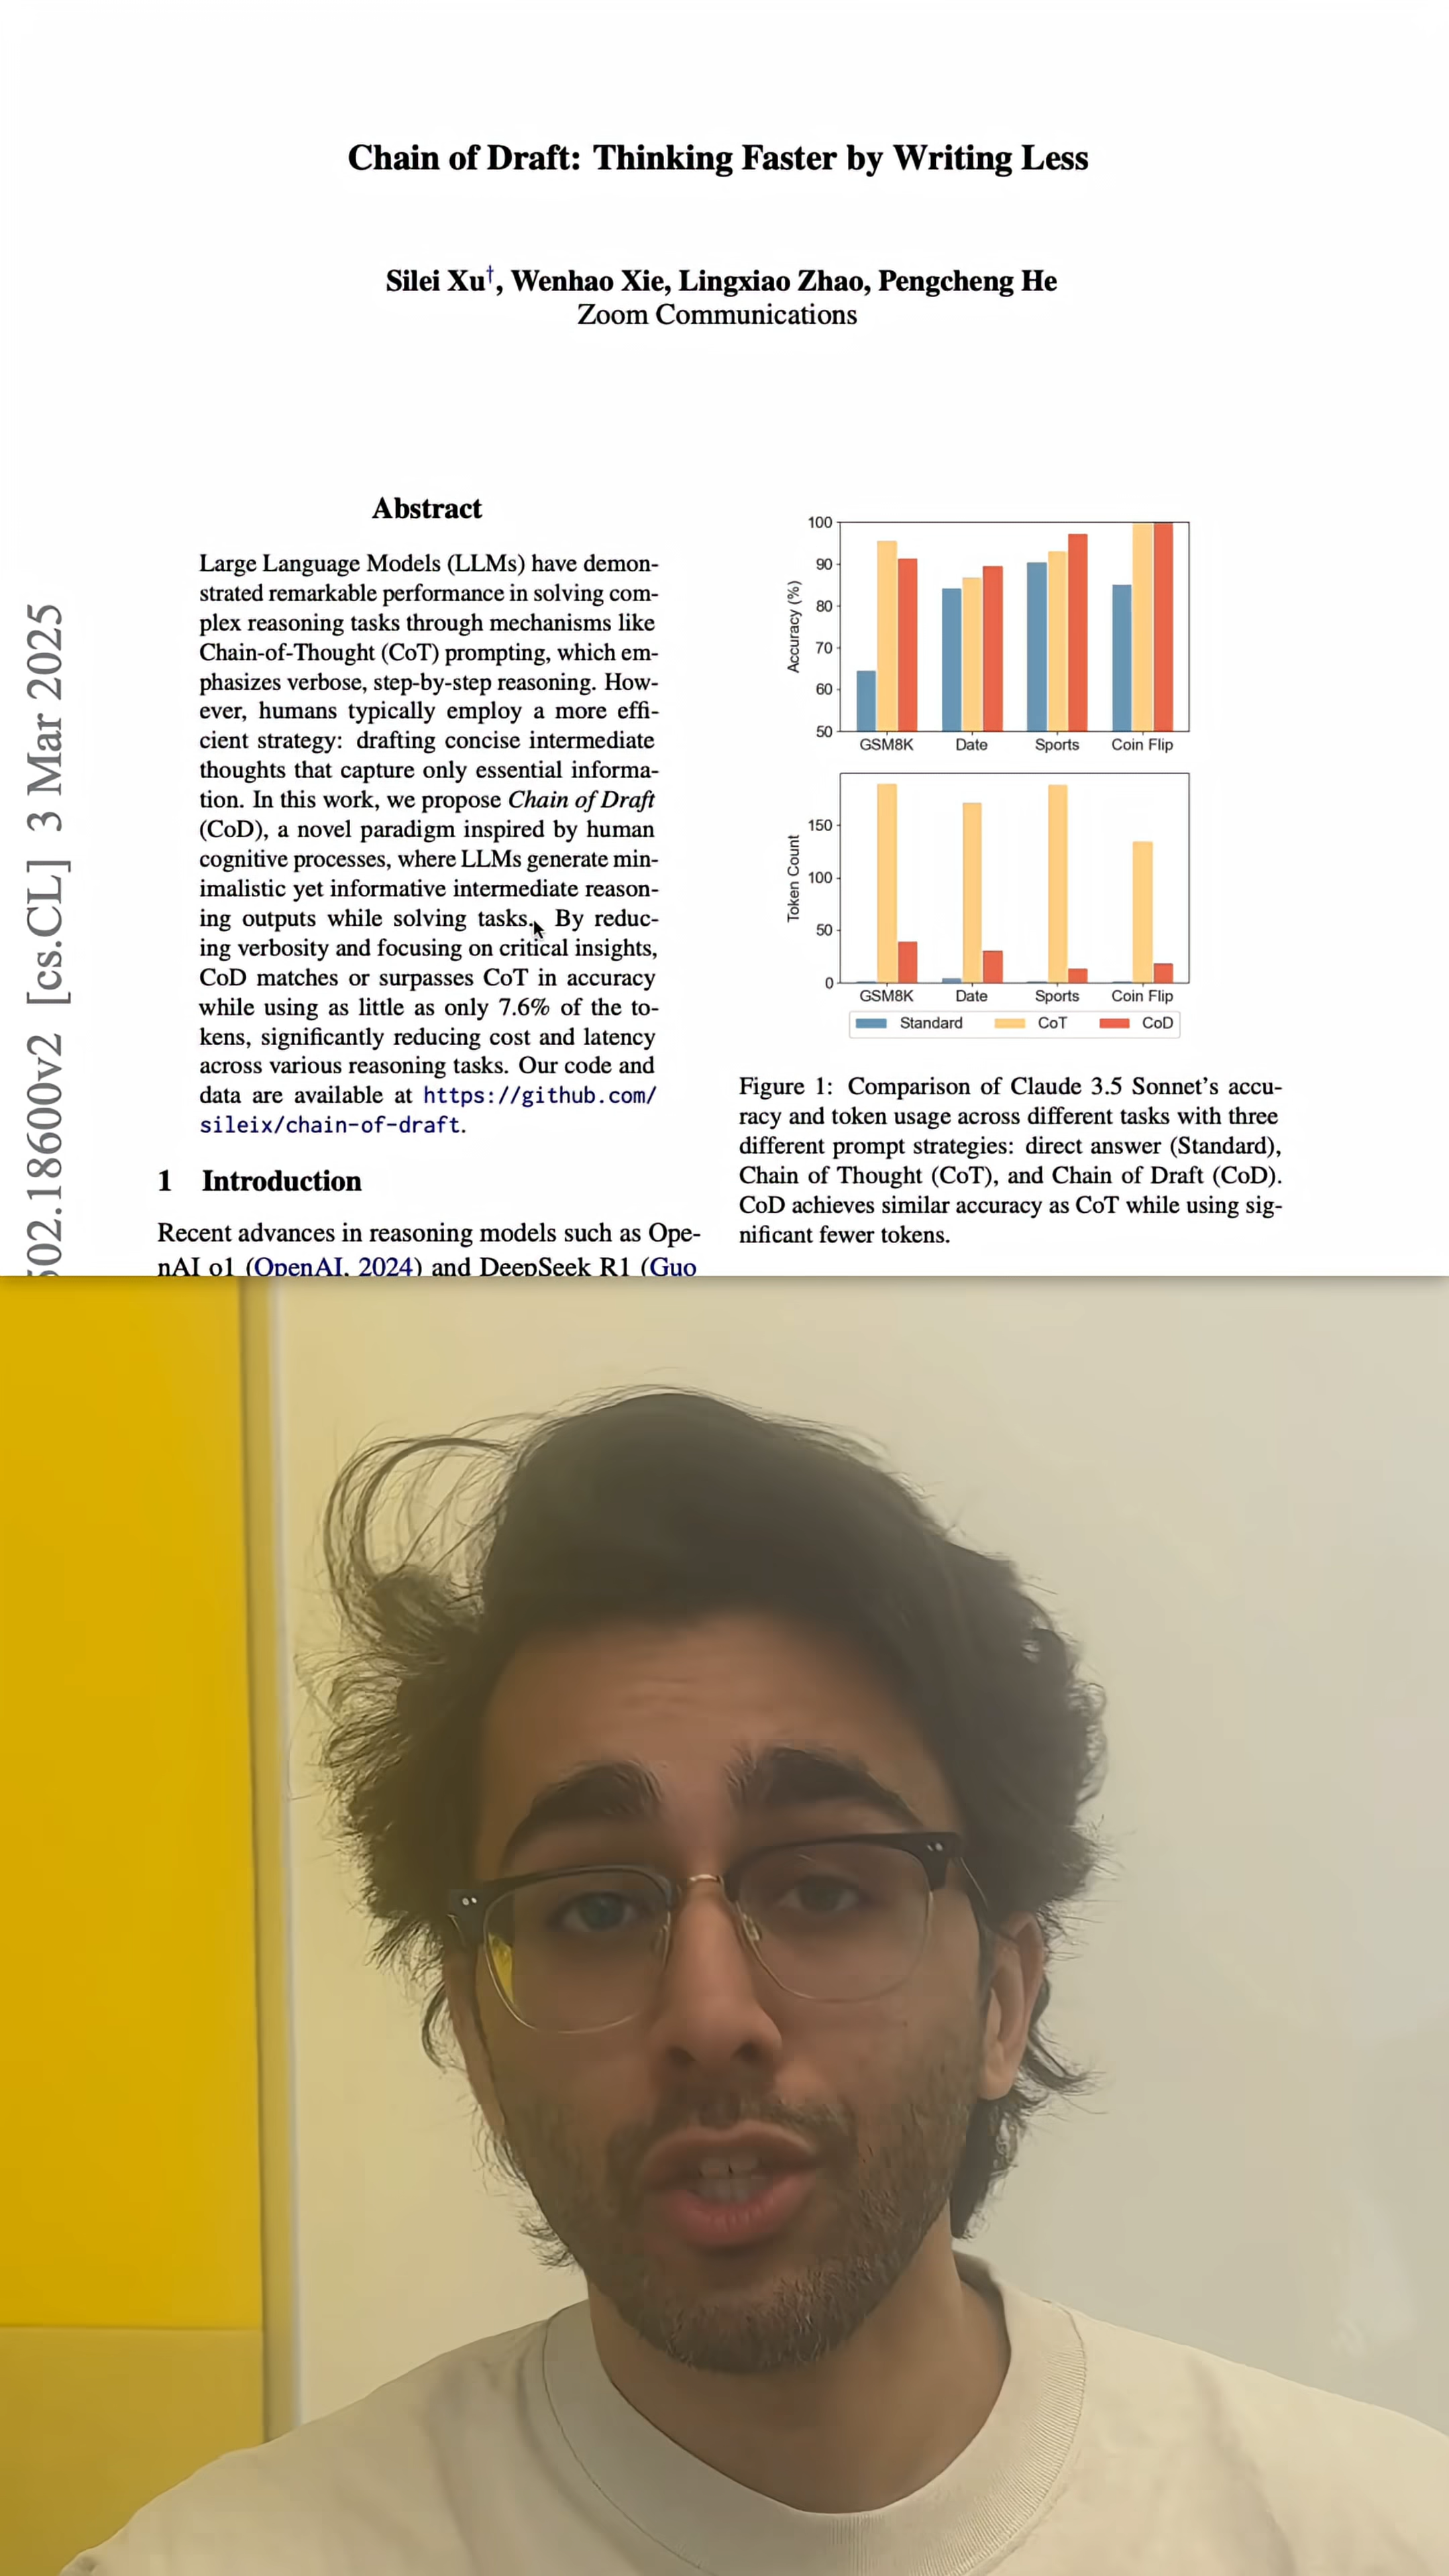 Chain of Draft: Thinking Faster by Writing Less
Silei Xu†, Wenhao Xie, Lingxiao Zhao, Pengcheng He
Zoom Communications
502.18600v2 [cs.CL] 3 Mar 2025
Abstract
Large Language Models (LLMs) have demon-
strated remarkable performance in solving com-
plex reasoning tasks through mechanisms like
Chain-of-Thought (CoT) prompting, which em-
phasizes verbose, step-by-step reasoning. How-
ever, humans typically employ a more effi-
cient strategy: drafting concise intermediate
thoughts that capture only essential informa-
tion. In this work, we propose Chain of Draft
(CoD), a novel paradigm inspired by human
cognitive processes, where LLMs generate min-
imalistic yet informative intermediate reason-
ing outputs while solving tasks. By reduc-
ing verbosity and focusing on critical insights,
CoD matches or surpasses CoT in accuracy
while using as little as only 7.6% of the to-
kens, significantly reducing cost and latency
across various reasoning tasks. Our code and
data are available at https://github.com/
sileix/chain-of-draft.
1 Introduction
Recent advances in reasoning models such as Ope-
nAI o1 (OpenAI, 2024) and DeepSeek R1 (Guo
Accuracy (%)
100
90
80
70
60
50
GSM8K Date Sports Coin Flip
Token Count
150
100
50
0
GSM8K Date Sports Coin Flip
Standard CoT CoD
Figure 1: Comparison of Claude 3.5 Sonnet's accu-
racy and token usage across different tasks with three
different prompt strategies: direct answer (Standard),
Chain of Thought (CoT), and Chain of Draft (CoD).
CoD achieves similar accuracy as CoT while using sig-
nificant fewer tokens.